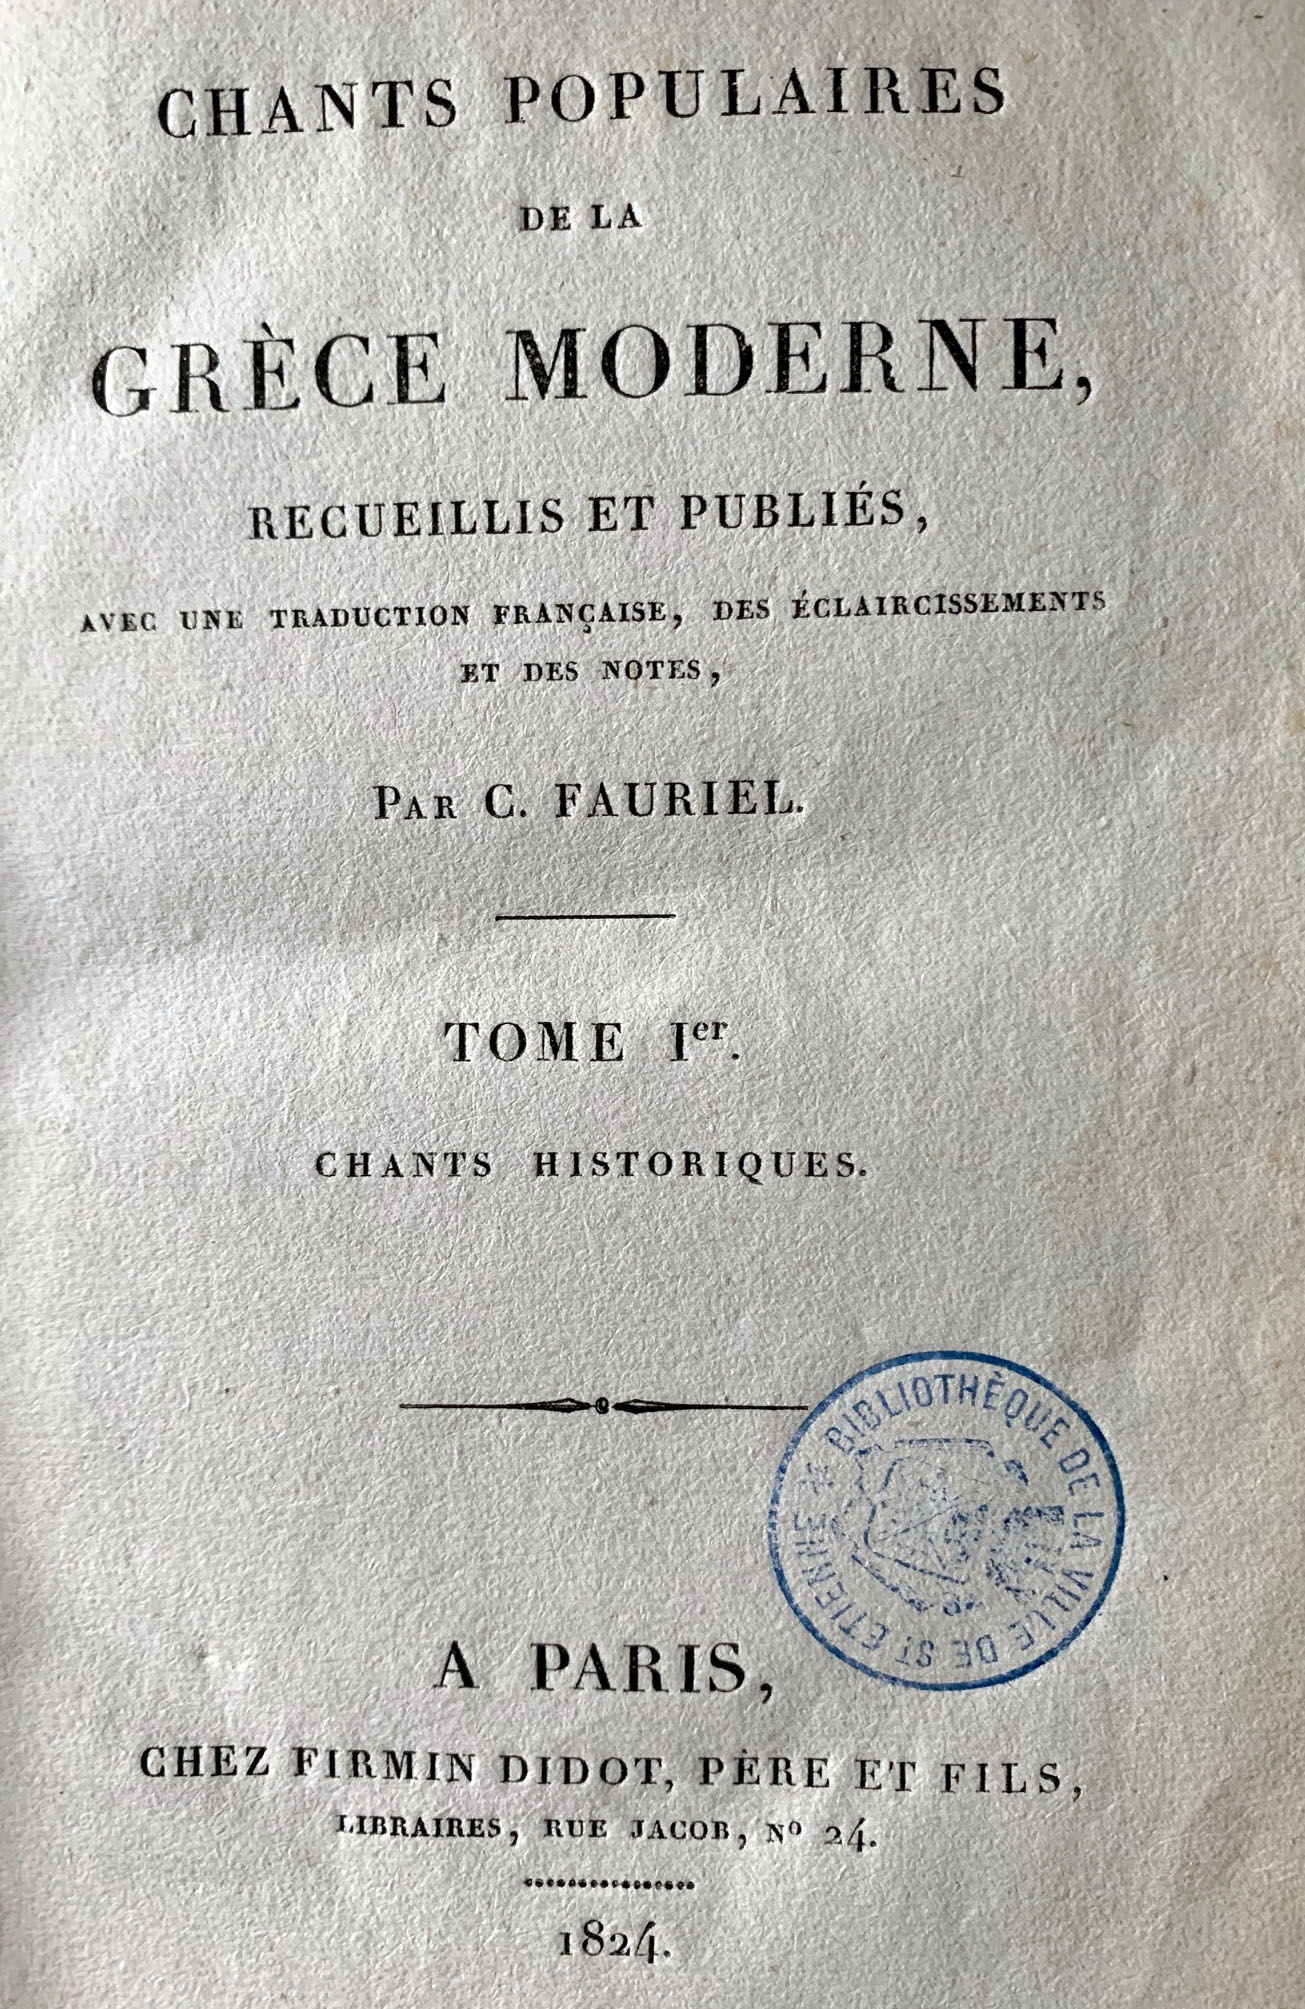 CHANTS POPULAIRES
DE LA
GRÈCE MODERNE,
RECUEILLIS ET PUBLIÉS,
AVEC UNE TRADUCTION FRANÇAISE, DES ÉCLAIRCISSEMENTS
ET DES NOTES,
PAR C. FAURIEL.
TOME Ier.
CHANTS HISTORIQUES.
BIBLIOTHÈQUE DE LA VILLE DE ST ETIENNE
A PARIS,
CHEZ FIRMIN DIDOT, PÈRE ET FILS,
LIBRAIRES, RUE JACOB, No 24.
1824.